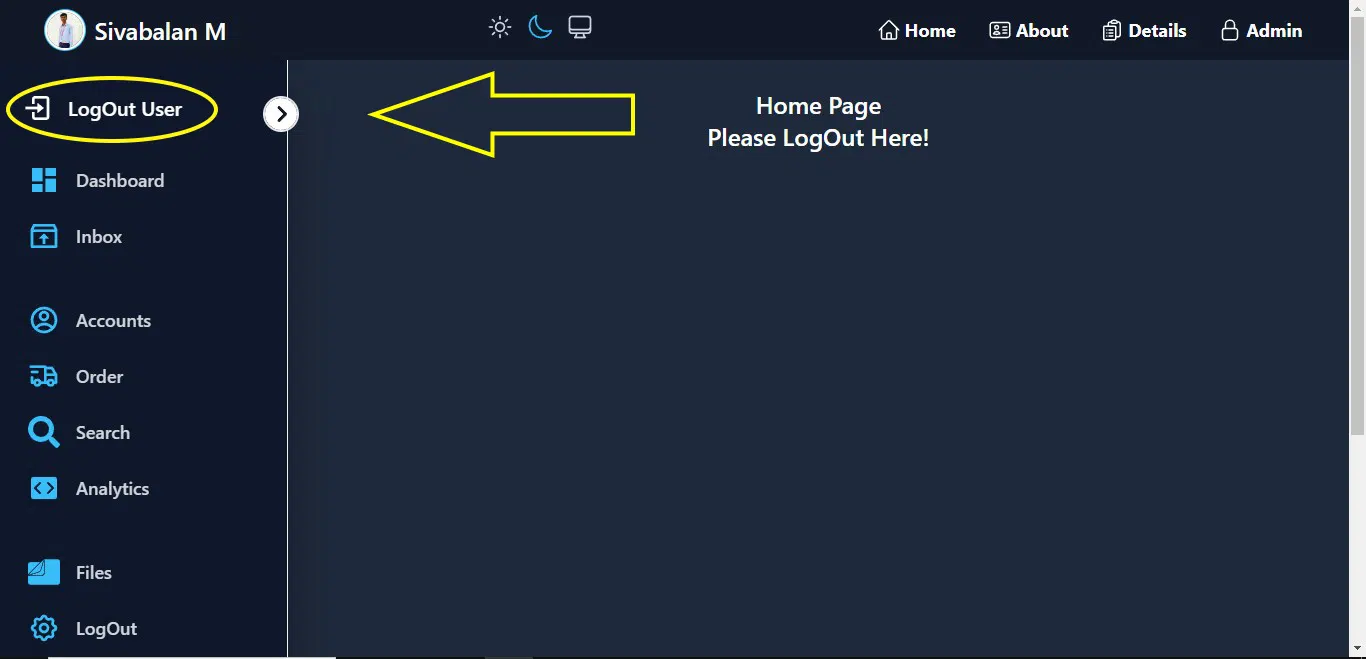 Sivabalan M
Home
About
Details
Admin
LogOut User
Dashboard
Inbox
Accounts
Order
Search
Analytics
Files
LogOut
Home Page
Please LogOut Here!